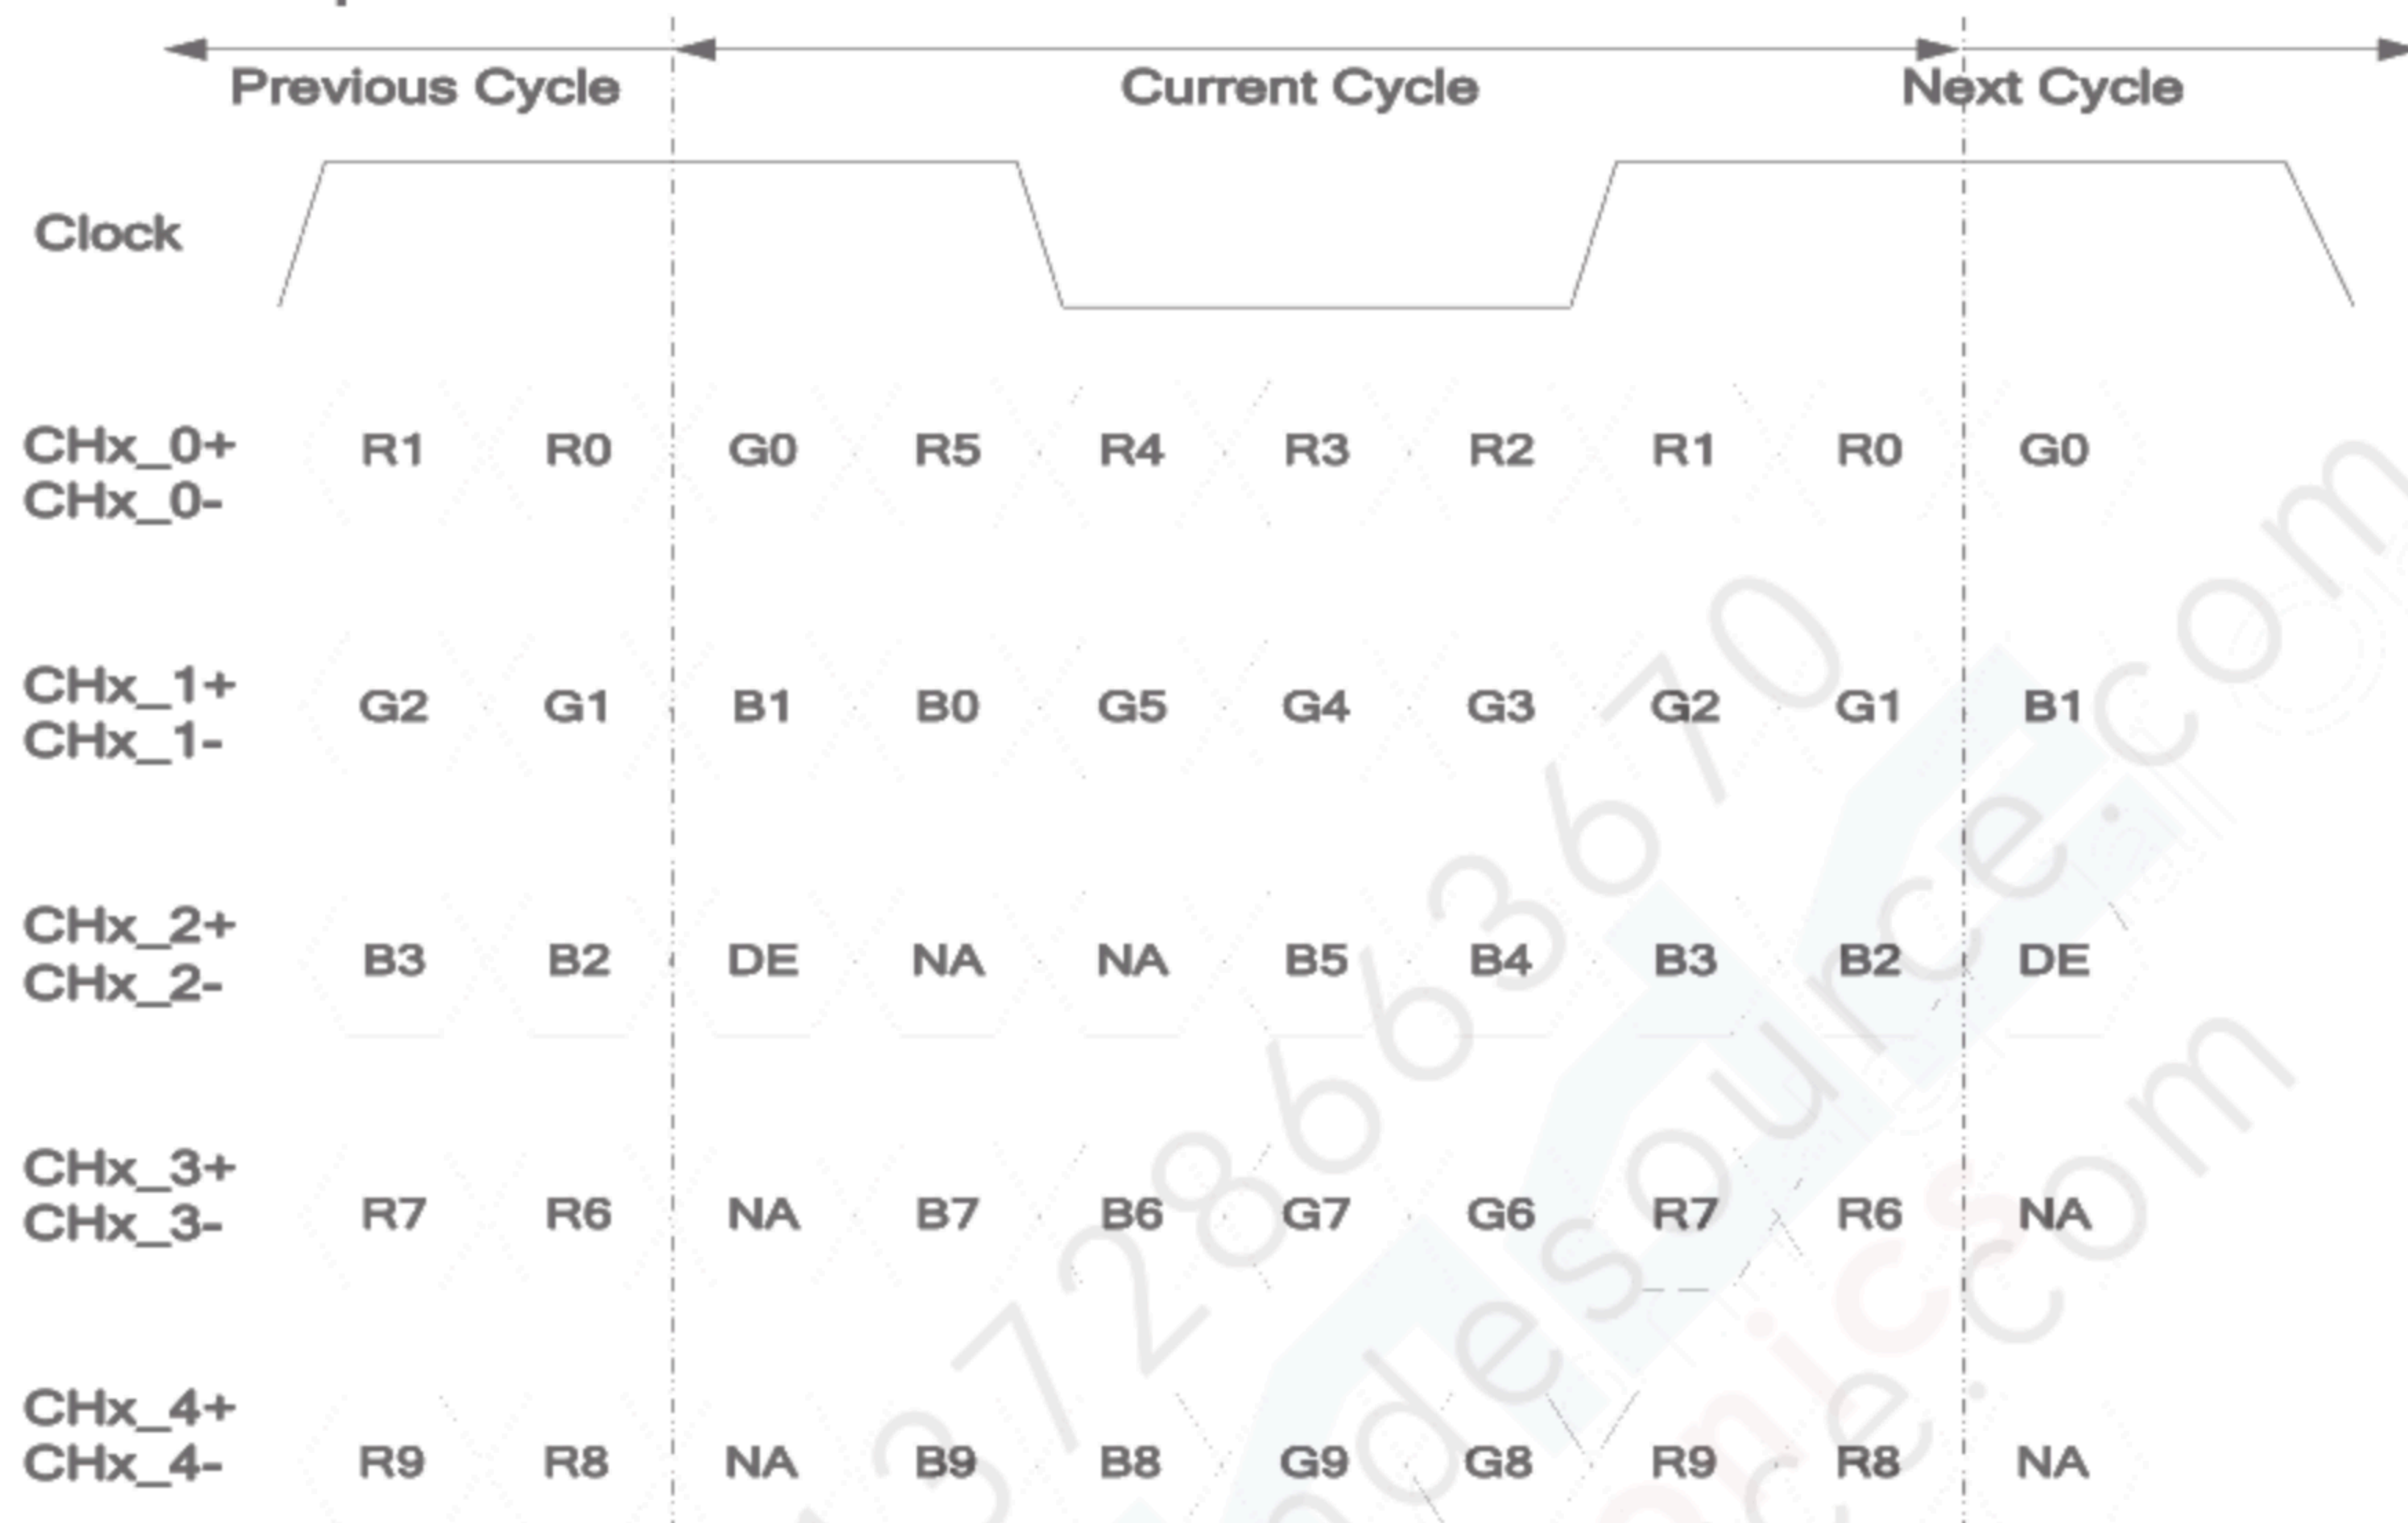 Previous Cycle Current Cycle Next Cycle
Clock
CHx_0+
CHx_0-
R1 R0 G0 R5 R4 R3 R2 R1 R0 G0
CHx_1+
CHx_1-
G2 G1 B1 B0 G5 G4 G3 G2 G1 B1
CHx_2+
CHx_2-
B3 B2 DE NA NA B5 B4 B3 B2 DE
CHx_3+
CHx_3-
R7 R6 NA B7 B6 G7 G6 R7 R6 NA
CHx_4+
CHx_4-
R9 R8 NA B9 B8 G9 G8 R9 R8 NA